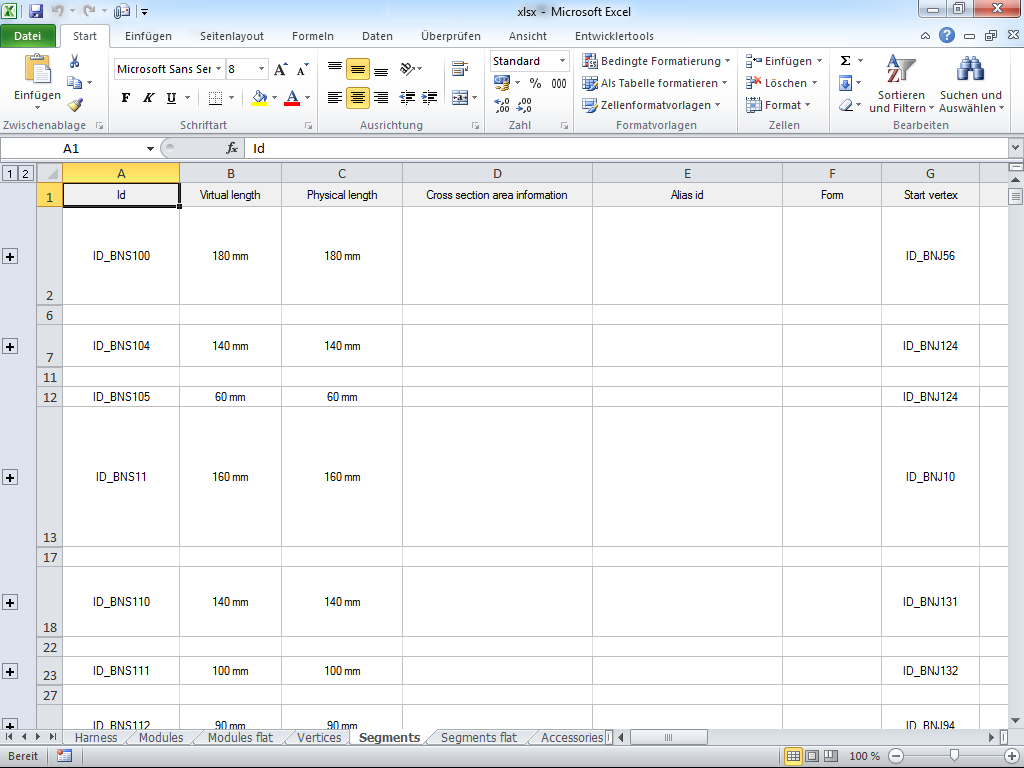 xlsx - Microsoft Excel
Datei Start Einfügen Seitenlayout Formeln Daten Überprüfen Ansicht Entwicklertools
Einfügen
Zwischenablage
Microsoft Sans Ser 8
F K U
Schriftart
Ausrichtung
Standard
% 000
Zahl
Bedingte Formatierung
Als Tabelle formatieren
Zellenformatvorlagen
Formatvorlagen
Einfügen
Löschen
Format
Zellen
Σ
Sortieren
und Filtern
Suchen und
Auswählen
Bearbeiten
A1 fx Id
1 2 A B C D E F G
1 Id Virtual length Physical length Cross section area information Alias id Form Start vertex
2 ID_BNS100 180 mm 180 mm ID_BNJ56
6
7 ID_BNS104 140 mm 140 mm ID_BNJ124
11
12 ID_BNS105 60 mm 60 mm ID_BNJ124
13 ID_BNS11 160 mm 160 mm ID_BNJ10
17
18 ID_BNS110 140 mm 140 mm ID_BNJ131
22
23 ID_BNS111 100 mm 100 mm ID_BNJ132
27
ID_BNS112 90 mm 90 mm ID_BNJ94
Harness Modules Modules flat Vertices Segments Segments flat Accessories
Bereit 100 %